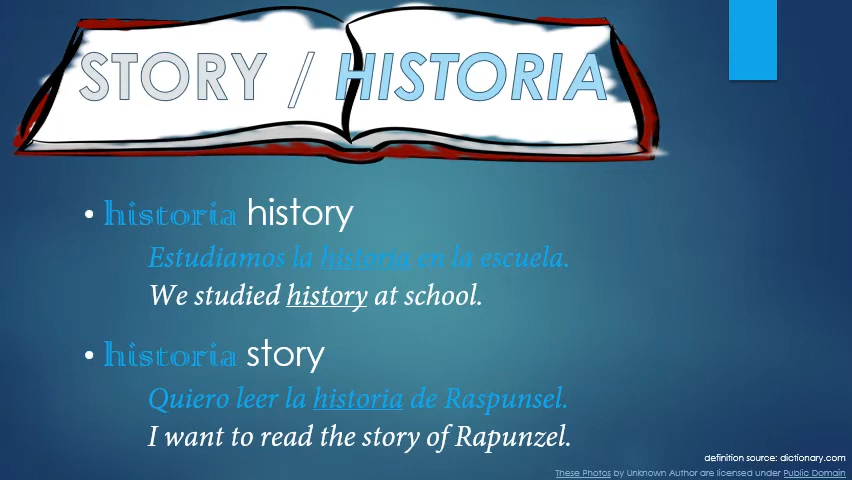 STORY / HISTORIA
• historia history
Estudiamos la historia en la escuela.
We studied history at school.
• historia story
Quiero leer la historia de Raspunsel.
I want to read the story of Rapunzel.
definition source: dictionary.com
These Photos by Unknown Author are licensed under Public Domain